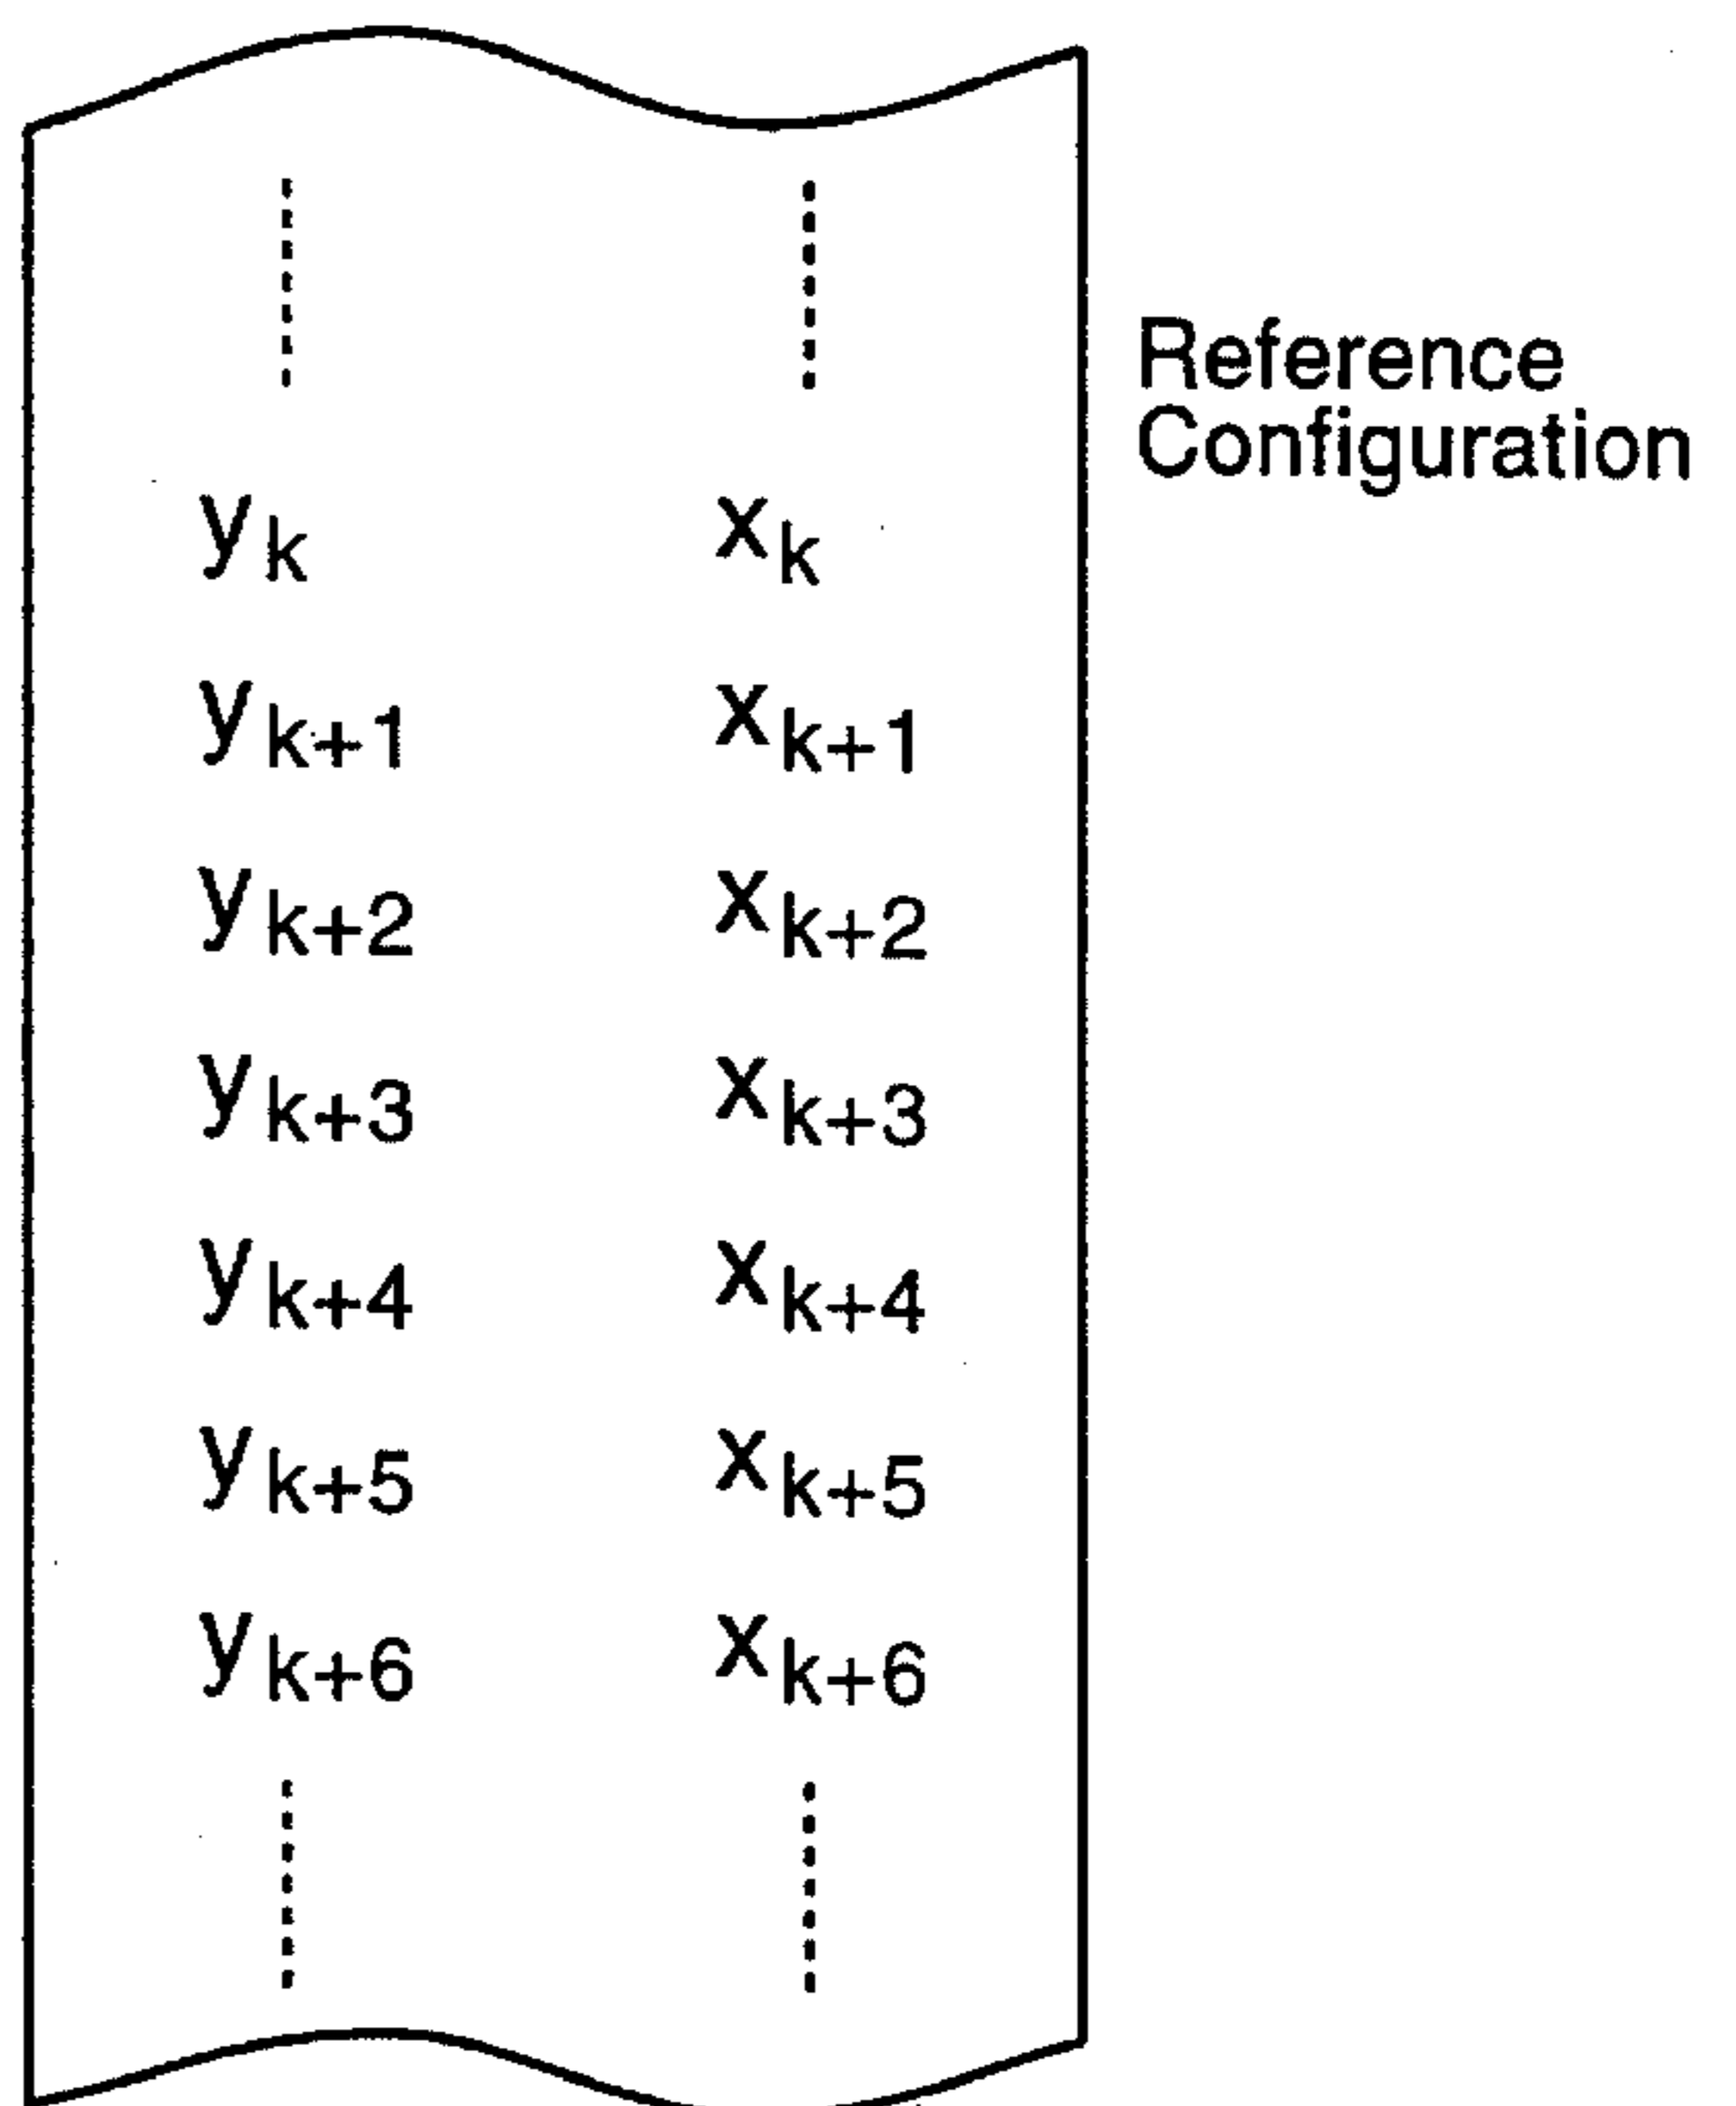 Reference
Configuration
yk xk
yk+1 xk+1
yk+2 xk+2
yk+3 xk+3
yk+4 xk+4
yk+5 xk+5
yk+6 xk+6